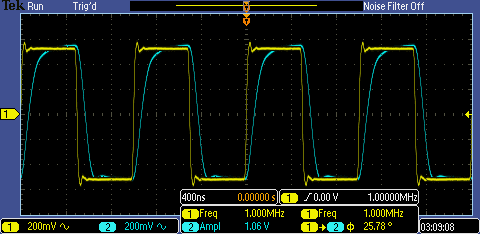 Tek Run Trig'd Noise Filter Off
T
T
1
400ns 0.00000 s 1 / 0.00 V 1.00000MHz
1 Freq 1.000MHz 1 Freq 1.000MHz
2 Ampl 1.06 V 1 → 2 ϕ 25.78 °
1 200mV ∿ 2 200mV ∿ 03:09:08